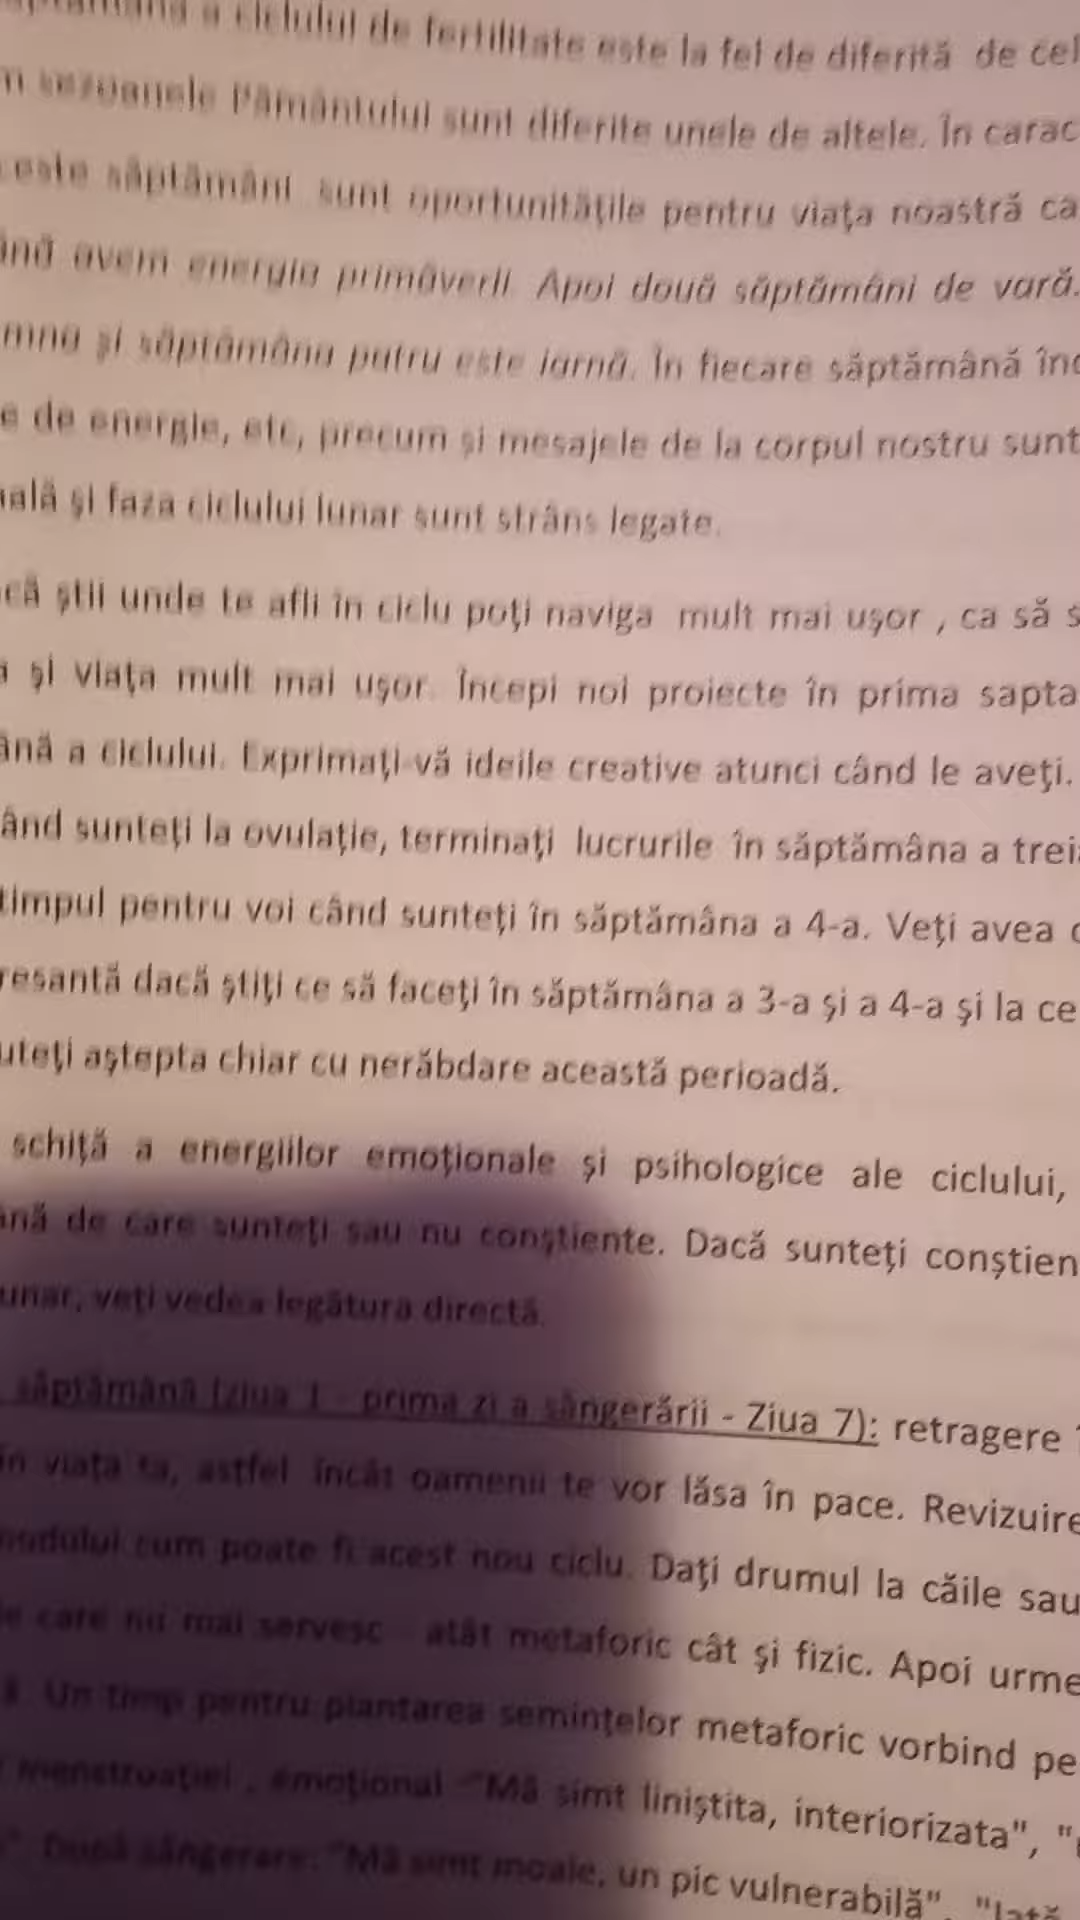 a ciclului de fertilitate este la fel de diferită de cel
sezoanele Pământului sunt diferite unele de altele. În carac
este săptămâni sunt oportunitățile pentru viața noastră ca
ână avem energia primăverii. Apoi două săptămâni de vară.
mna și săptămâna patru este iarnă. În fiecare săptămână înc
e de energie, etc, precum și mesajele de la corpul nostru sunt
ală și faza ciclului lunar sunt strâns legate.
că știi unde te afli în ciclu poți naviga mult mai ușor , ca să s
a și viața mult mai ușor. Începi noi proiecte în prima sapta
ână a ciclului. Exprimați-vă ideile creative atunci când le aveți.
ând sunteți la ovulație, terminați lucrurile în săptămâna a treia
timpul pentru voi când sunteți în săptămâna a 4-a. Veți avea o
resantă dacă știți ce să faceți în săptămâna a 3-a și a 4-a și la ce
uteți aștepta chiar cu nerăbdare această perioadă.
schiță a energiilor emoționale și psihologice ale ciclului,
ână de care sunteți sau nu conștiente. Dacă sunteți conștien
unar, veți vedea legătura directă.
săptămână (ziua 1 - prima zi a sângerării - Ziua 7): retragere
în viața ta, astfel încât oamenii te vor lăsa în pace. Revizuire
modului cum poate fi acest nou ciclu. Dați drumul la căile sau
le care nu mai servesc - atât metaforic cât și fizic. Apoi urme
Un timp pentru plantarea semințelor metaforic vorbind pe
menstruației , emoțional -"Mă simt liniștita, interiorizata", "
După sângerare: "Mă simt moale, un pic vulnerabilă", "Iată